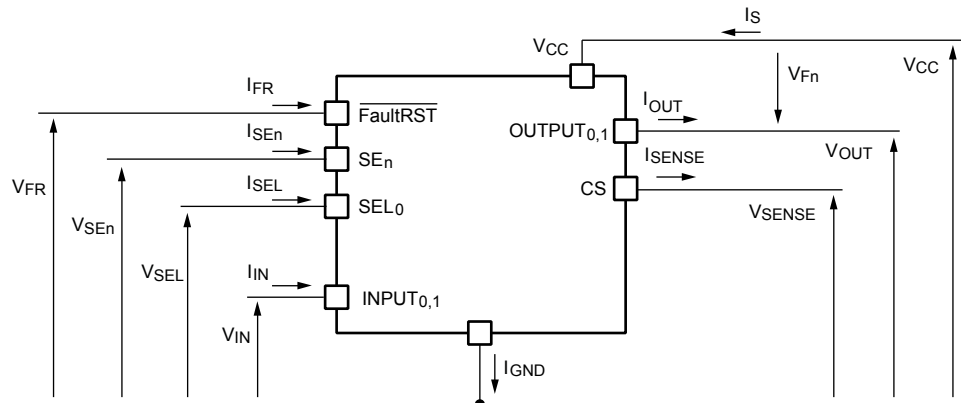 IS
VCC
VFn
VCC
IFR
FaultRST
IOUT
OUTPUT0,1
ISEn
SEn
VOUT
ISENSE
VFR
ISEL
SEL0
CS
VSENSE
VSEn
VSEL
IIN
INPUT0,1
VIN
IGND